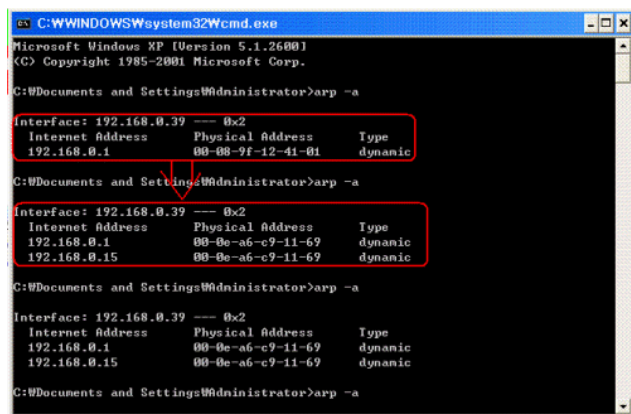 C:₩WINDOWS₩system32₩cmd.exe
Microsoft Windows XP [Version 5.1.2600]
(C) Copyright 1985-2001 Microsoft Corp.
C:₩Documents and Settings₩Administrator>arp -a
Interface: 192.168.0.39 --- 0x2
Internet Address Physical Address Type
192.168.0.1 00-08-9f-12-41-01 dynamic
C:₩Documents and Settings₩Administrator>arp -a
Interface: 192.168.0.39 --- 0x2
Internet Address Physical Address Type
192.168.0.1 00-0e-a6-c9-11-69 dynamic
192.168.0.15 00-0e-a6-c9-11-69 dynamic
C:₩Documents and Settings₩Administrator>arp -a
Interface: 192.168.0.39 --- 0x2
Internet Address Physical Address Type
192.168.0.1 00-0e-a6-c9-11-69 dynamic
192.168.0.15 00-0e-a6-c9-11-69 dynamic
C:₩Documents and Settings₩Administrator>arp -a